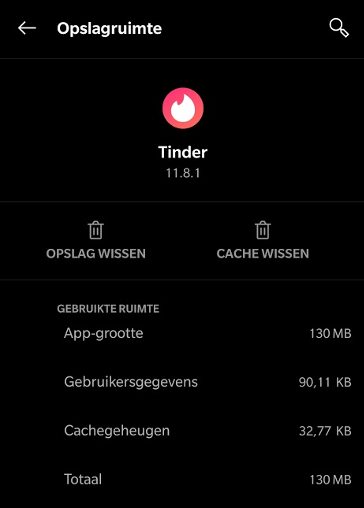 Opslagruimte
Tinder
11.8.1
OPSLAG WISSEN CACHE WISSEN
GEBRUIKTE RUIMTE
App-grootte 130 MB
Gebruikersgegevens 90,11 KB
Cachegeheugen 32,77 KB
Totaal 130 MB